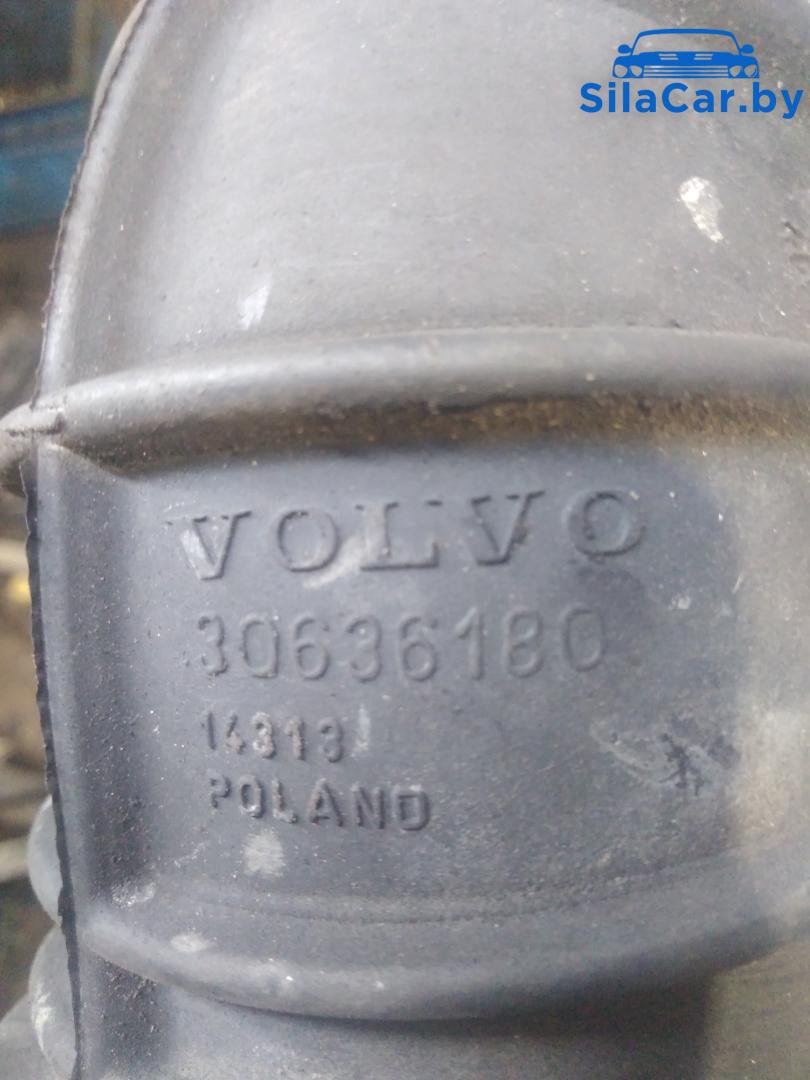 SilaCar.by
VOLVO
30636180
14313
POLAND